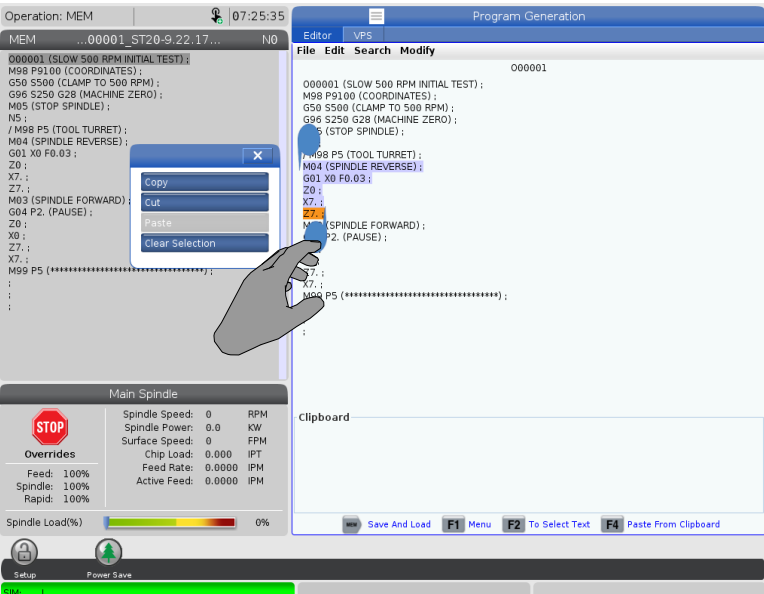 Operation: MEM
07:25:35
MEM ...00001_ST20-9.22.17... N0
O00001 (SLOW 500 RPM INITIAL TEST) ;
M98 P9100 (COORDINATES) ;
G50 S500 (CLAMP TO 500 RPM) ;
G96 S250 G28 (MACHINE ZERO) ;
M05 (STOP SPINDLE) ;
N5 ;
/ M98 P5 (TOOL TURRET) ;
M04 (SPINDLE REVERSE) ;
G01 X0 F0.03 ;
Z0 ;
X7. ;
Z7. ;
M03 (SPINDLE FORWARD) ;
G04 P2. (PAUSE) ;
Z0 ;
X0 ;
Z7. ;
X7. ;
M99 P5 (**********************************) ;
;
;
;
Copy
Cut
Paste
Clear Selection
Main Spindle
STOP
Overrides
Feed: 100%
Spindle: 100%
Rapid: 100%
Spindle Speed: 0 RPM
Spindle Power: 0.0 KW
Surface Speed: 0 FPM
Chip Load: 0.000 IPT
Feed Rate: 0.0000 IPM
Active Feed: 0.0000 IPM
Spindle Load(%) 0%
Program Generation
Editor VPS
File Edit Search Modify
O00001
O00001 (SLOW 500 RPM INITIAL TEST) ;
M98 P9100 (COORDINATES) ;
G50 S500 (CLAMP TO 500 RPM) ;
G96 S250 G28 (MACHINE ZERO) ;
(STOP SPINDLE) ;
/ M98 P5 (TOOL TURRET) ;
M04 (SPINDLE REVERSE) ;
G01 X0 F0.03 ;
Z0 ;
X7. ;
Z7. ;
(SPINDLE FORWARD) ;
P2. (PAUSE) ;
;
Z7. ;
X7. ;
M99 P5 (**********************************) ;
;
Clipboard
MEM Save And Load F1 Menu F2 To Select Text F4 Paste From Clipboard
Setup
Power Save
SIM: